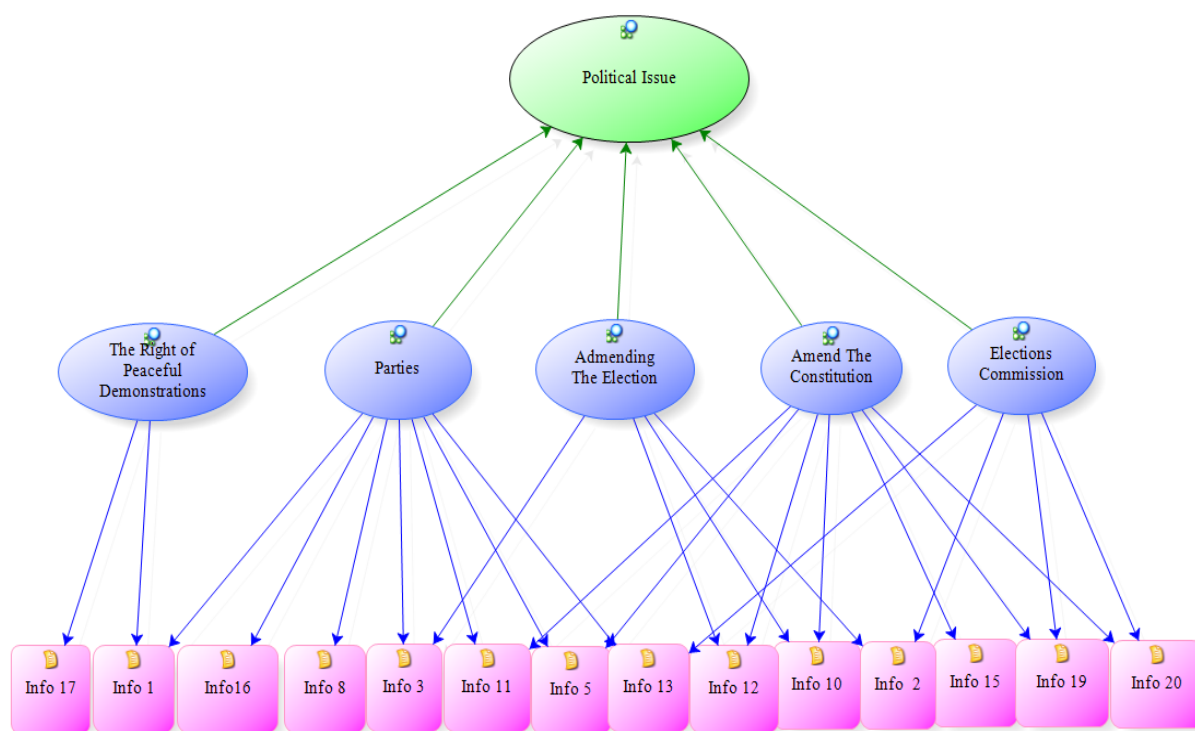 Political Issue
The Right of
Peaceful
Demonstrations
Parties
Admending
The Election
Amend The
Constitution
Elections
Commission
Info 17
Info 1
Info16
Info 8
Info 3
Info 11
Info 5
Info 13
Info 12
Info 10
Info 2
Info 15
Info 19
Info 20